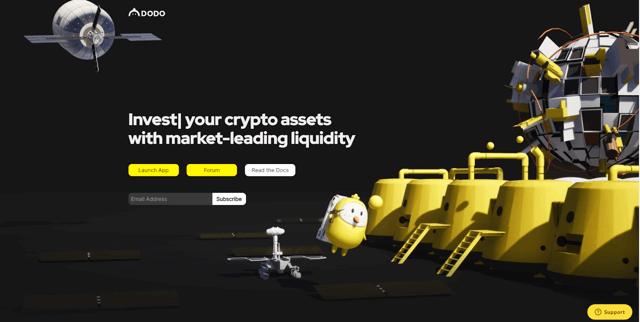 DODO
Invest| your crypto assets
with market-leading liquidity
Launch App
Forum
Read the Docs
Email Address
Subscribe
Support